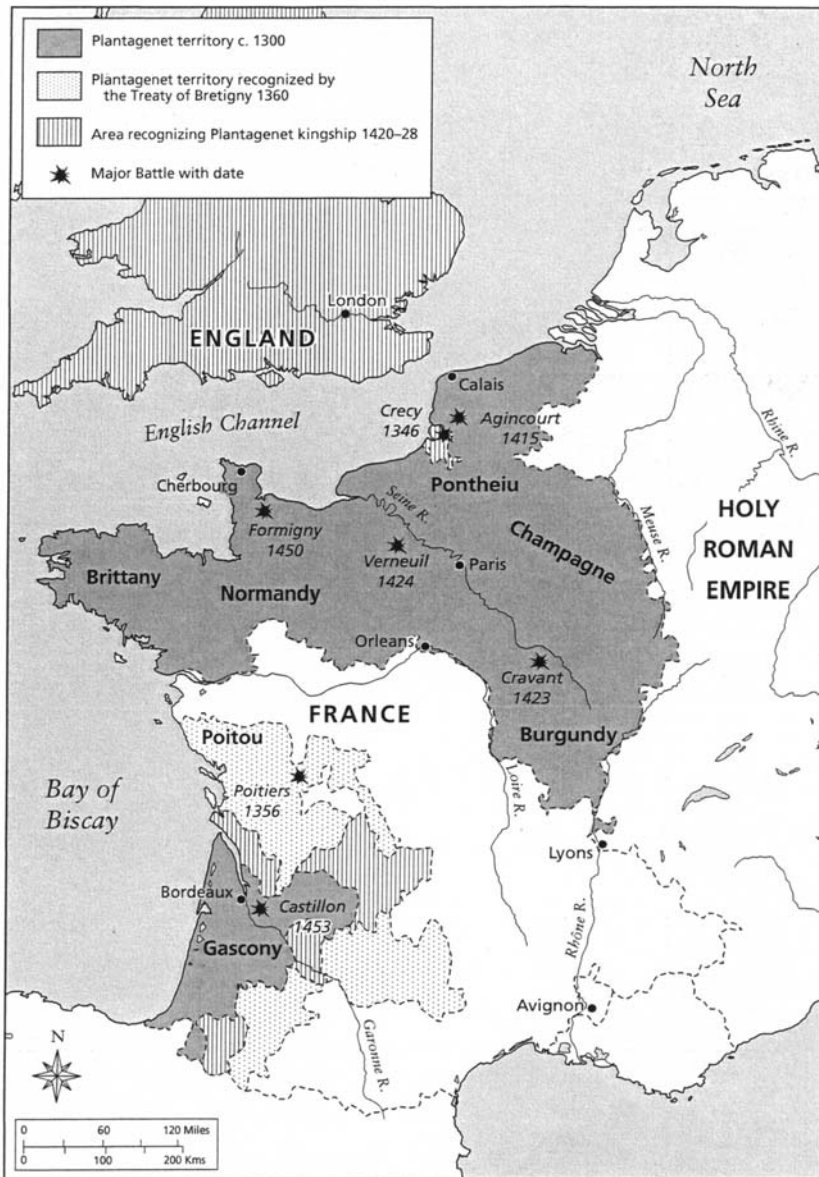 Plantagenet territory c. 1300
Plantagenet territory recognized by
the Treaty of Bretigny 1360
Area recognizing Plantagenet kingship 1420–28
Major Battle with date
North
Sea
London
ENGLAND
English Channel
Calais
Crecy
1346
Agincourt
1415
Rhine R.
Cherbourg
Pontheiu
Seine R.
Meuse R.
HOLY
ROMAN
EMPIRE
Formigny
1450
Champagne
Verneuil
1424
Paris
Brittany
Normandy
Orleans
Cravant
1423
FRANCE
Poitou
Burgundy
Bay of
Biscay
Poitiers
1356
Loire R.
Lyons
Bordeaux
Castillon
1453
Gascony
Rhône R.
Avignon
Garonne R.
N
0 60 120 Miles
0 100 200 Kms